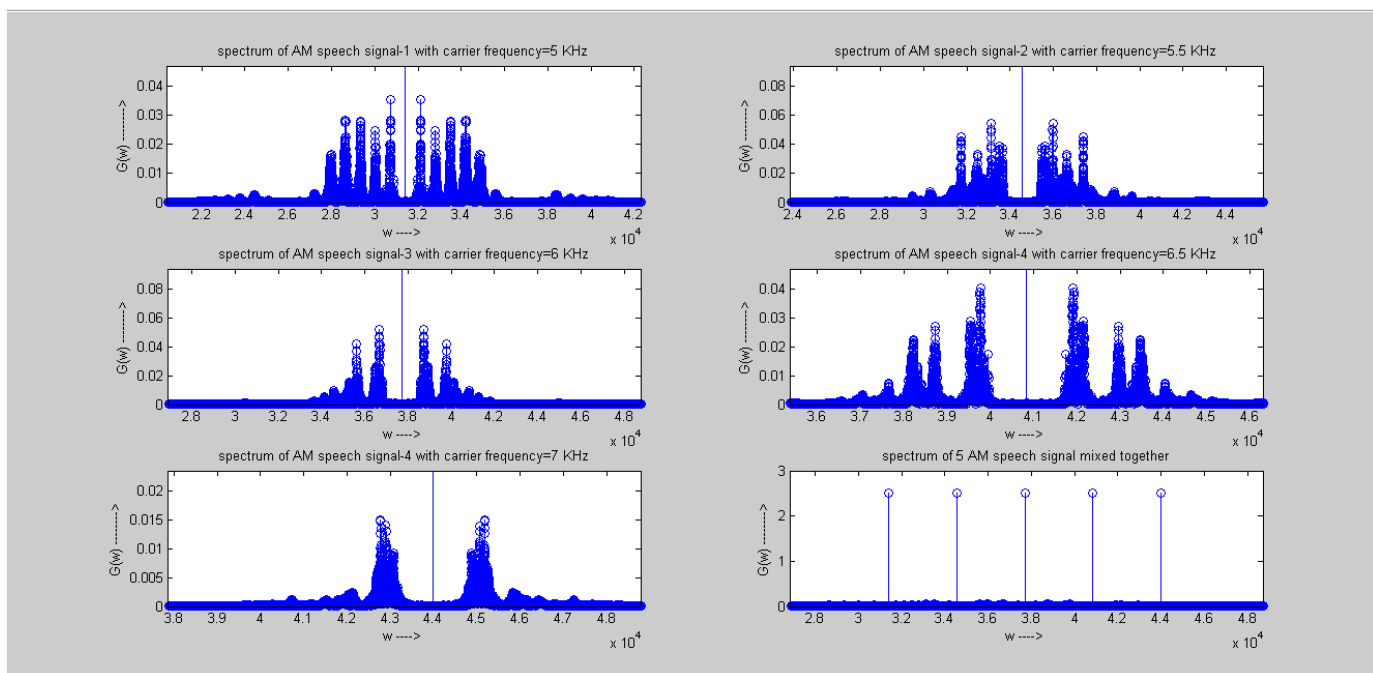 spectrum of AM speech signal-1 with carrier frequency=5 KHz
0.04
0.03
0.02
0.01
0
G(w) ------->
2.2 2.4 2.6 2.8 3 3.2 3.4 3.6 3.8 4 4.2
w ---->
x 10^4
spectrum of AM speech signal-2 with carrier frequency=5.5 KHz
0.08
0.06
0.04
0.02
0
G(w) ------->
2.4 2.6 2.8 3 3.2 3.4 3.6 3.8 4 4.2 4.4
w ---->
x 10^4
spectrum of AM speech signal-3 with carrier frequency=6 KHz
0.08
0.06
0.04
0.02
0
G(w) ------->
2.8 3 3.2 3.4 3.6 3.8 4 4.2 4.4 4.6 4.8
w ---->
x 10^4
spectrum of AM speech signal-4 with carrier frequency=6.5 KHz
0.04
0.03
0.02
0.01
0
G(w) ------->
3.6 3.7 3.8 3.9 4 4.1 4.2 4.3 4.4 4.5 4.6
w ---->
x 10^4
spectrum of AM speech signal-4 with carrier frequency=7 KHz
0.02
0.015
0.01
0.005
0
G(w) ------->
3.8 3.9 4 4.1 4.2 4.3 4.4 4.5 4.6 4.7 4.8
w ---->
x 10^4
spectrum of 5 AM speech signal mixed together
3
2
1
0
G(w) ------->
2.8 3 3.2 3.4 3.6 3.8 4 4.2 4.4 4.6 4.8
w ---->
x 10^4